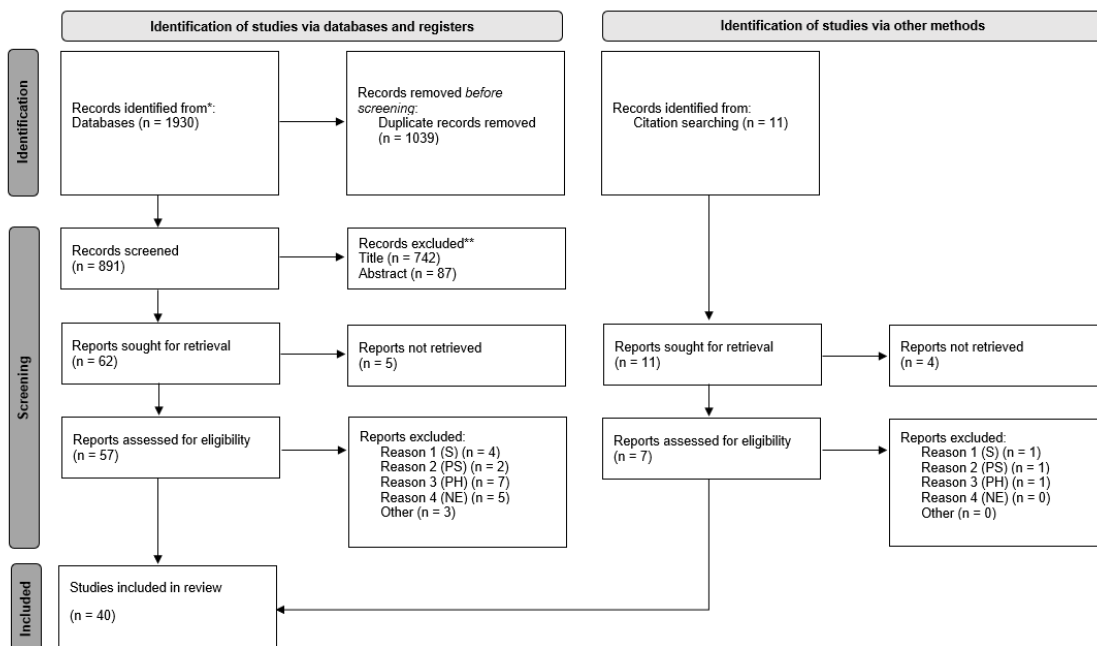 Identification of studies via databases and registers
Identification of studies via other methods
Identification
Records identified from*:
Databases (n = 1930)
Records removed before
screening:
Duplicate records removed
(n = 1039)
Records identified from:
Citation searching (n = 11)
Screening
Records screened
(n = 891)
Records excluded**
Title (n = 742)
Abstract (n = 87)
Reports sought for retrieval
(n = 62)
Reports not retrieved
(n = 5)
Reports sought for retrieval
(n = 11)
Reports not retrieved
(n = 4)
Reports assessed for eligibility
(n = 57)
Reports excluded:
Reason 1 (S) (n = 4)
Reason 2 (PS) (n = 2)
Reason 3 (PH) (n = 7)
Reason 4 (NE) (n = 5)
Other (n = 3)
Reports assessed for eligibility
(n = 7)
Reports excluded:
Reason 1 (S) (n = 1)
Reason 2 (PS) (n = 1)
Reason 3 (PH) (n = 1)
Reason 4 (NE) (n = 0)
Other (n = 0)
Included
Studies included in review
(n = 40)